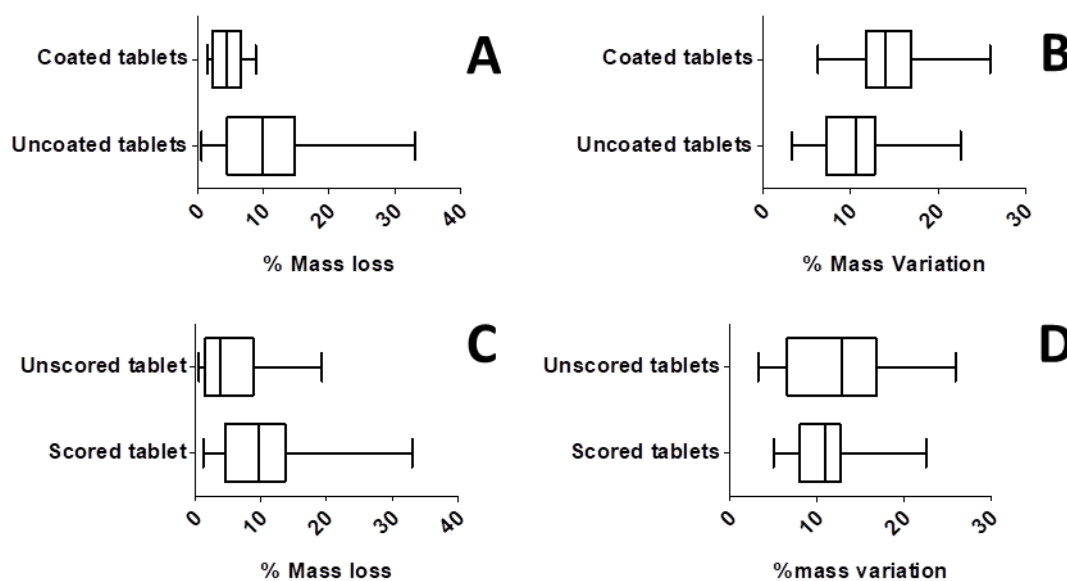 A
Coated tablets
Uncoated tablets
0 10 20 30 40
% Mass loss
B
Coated tablets
Uncoated tablets
0 10 20 30
% Mass Variation
C
Unscored tablet
Scored tablet
0 10 20 30 40
% Mass loss
D
Unscored tablets
Scored tablets
0 10 20 30
%mass variation